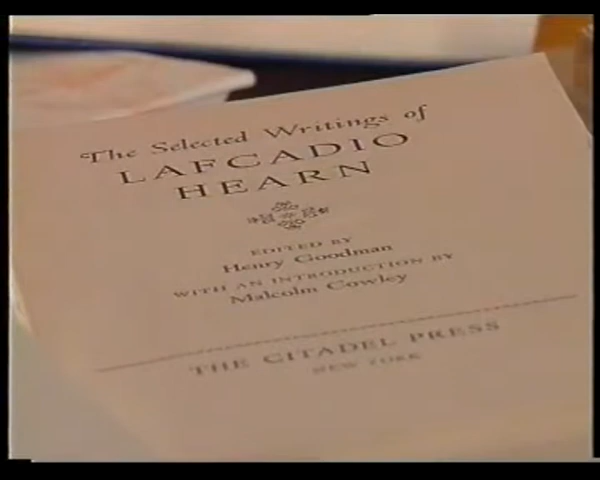 The Selected Writings of
LAFCADIO
HEARN
EDITED BY
Henry Goodman
WITH AN INTRODUCTION BY
Malcolm Cowley
THE CITADEL PRESS
NEW YORK